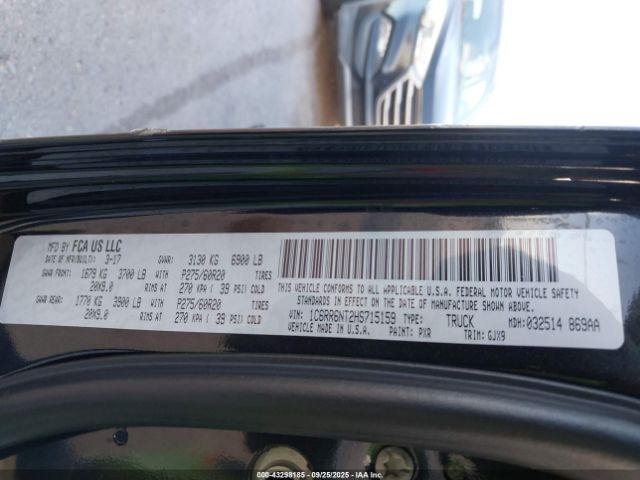 MFD BY FCA US LLC
DATE OF MFR(BUILT): 3-17 GVWR: 3130 KG 6900 LB
GAWR FRONT: 1679 KG 3700 LB WITH P275/60R20 TIRES
20X9.0 RIMS AT 270 KPA ( 39 PSI) COLD
GAWR REAR: 1770 KG 3900 LB WITH P275/60R20 TIRES
20X9.0 RIMS AT 270 KPA ( 39 PSI) COLD
THIS VEHICLE CONFORMS TO ALL APPLICABLE U.S.A. FEDERAL MOTOR VEHICLE SAFETY
STANDARDS IN EFFECT ON THE DATE OF MANUFACTURE SHOWN ABOVE.
VIN: 1C6RR6NT2HS715159 TYPE: TRUCK MDH:032514 869AA
VEHICLE MADE IN U.S.A. PAINT: PXR TRIM: GJX9
000-43298185 - 09/25/2025 - www.iaai.com